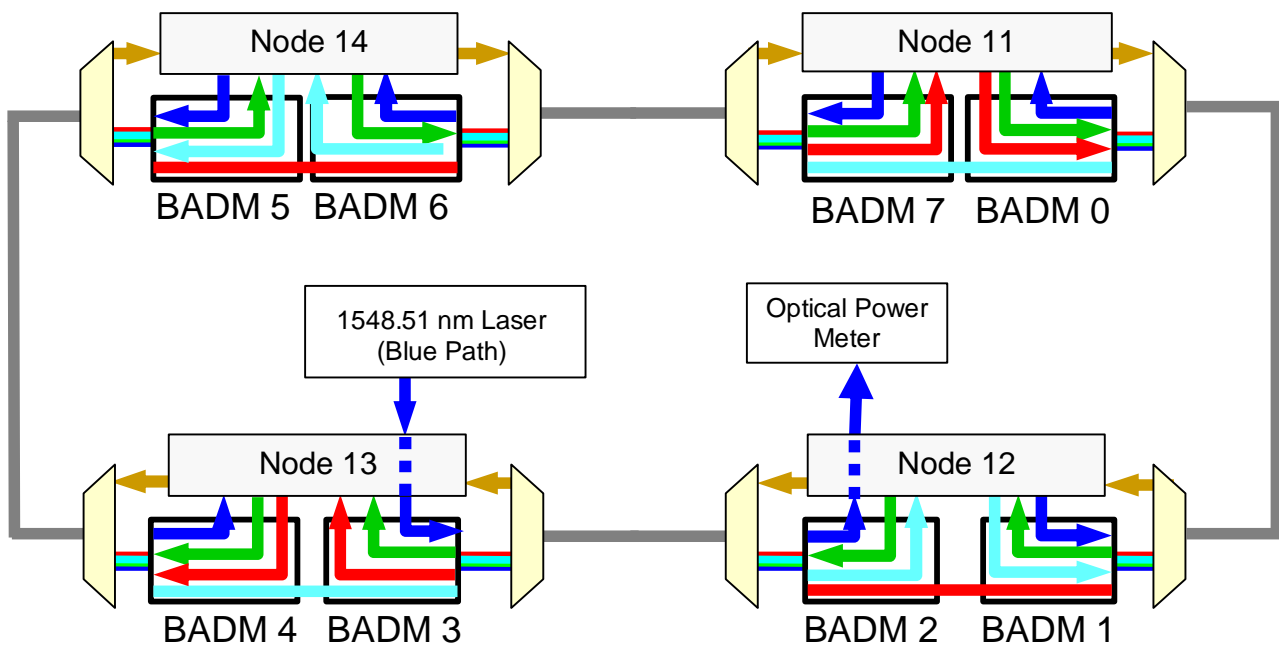 Node 14
Node 11
BADM 5
BADM 6
BADM 7
BADM 0
1548.51 nm Laser
(Blue Path)
Optical Power
Meter
Node 13
Node 12
BADM 4
BADM 3
BADM 2
BADM 1